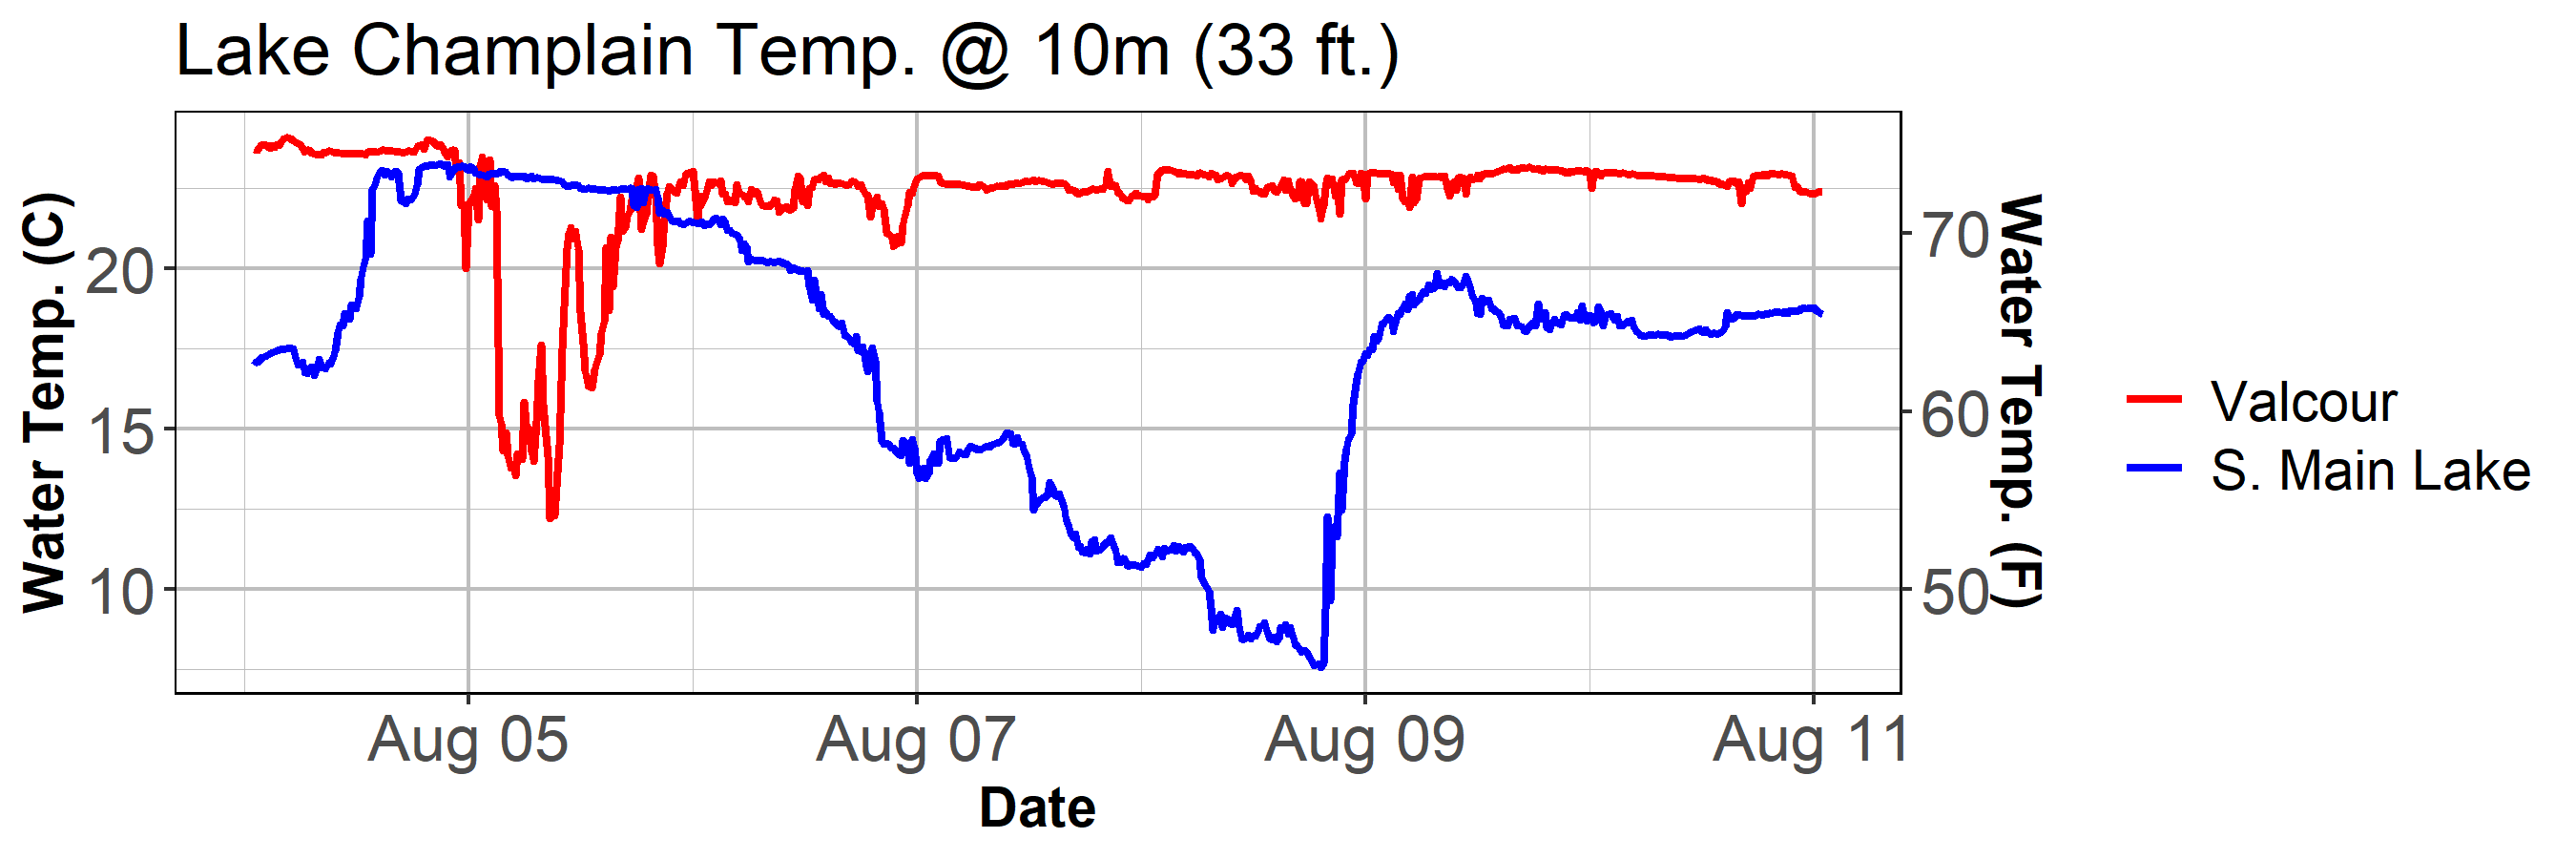 Lake Champlain Temp. @ 10m (33 ft.)
Water Temp. (C)
20
15
10
70
60
50
Water Temp. (F)
Aug 05
Aug 07
Aug 09
Aug 11
Date
Valcour
S. Main Lake